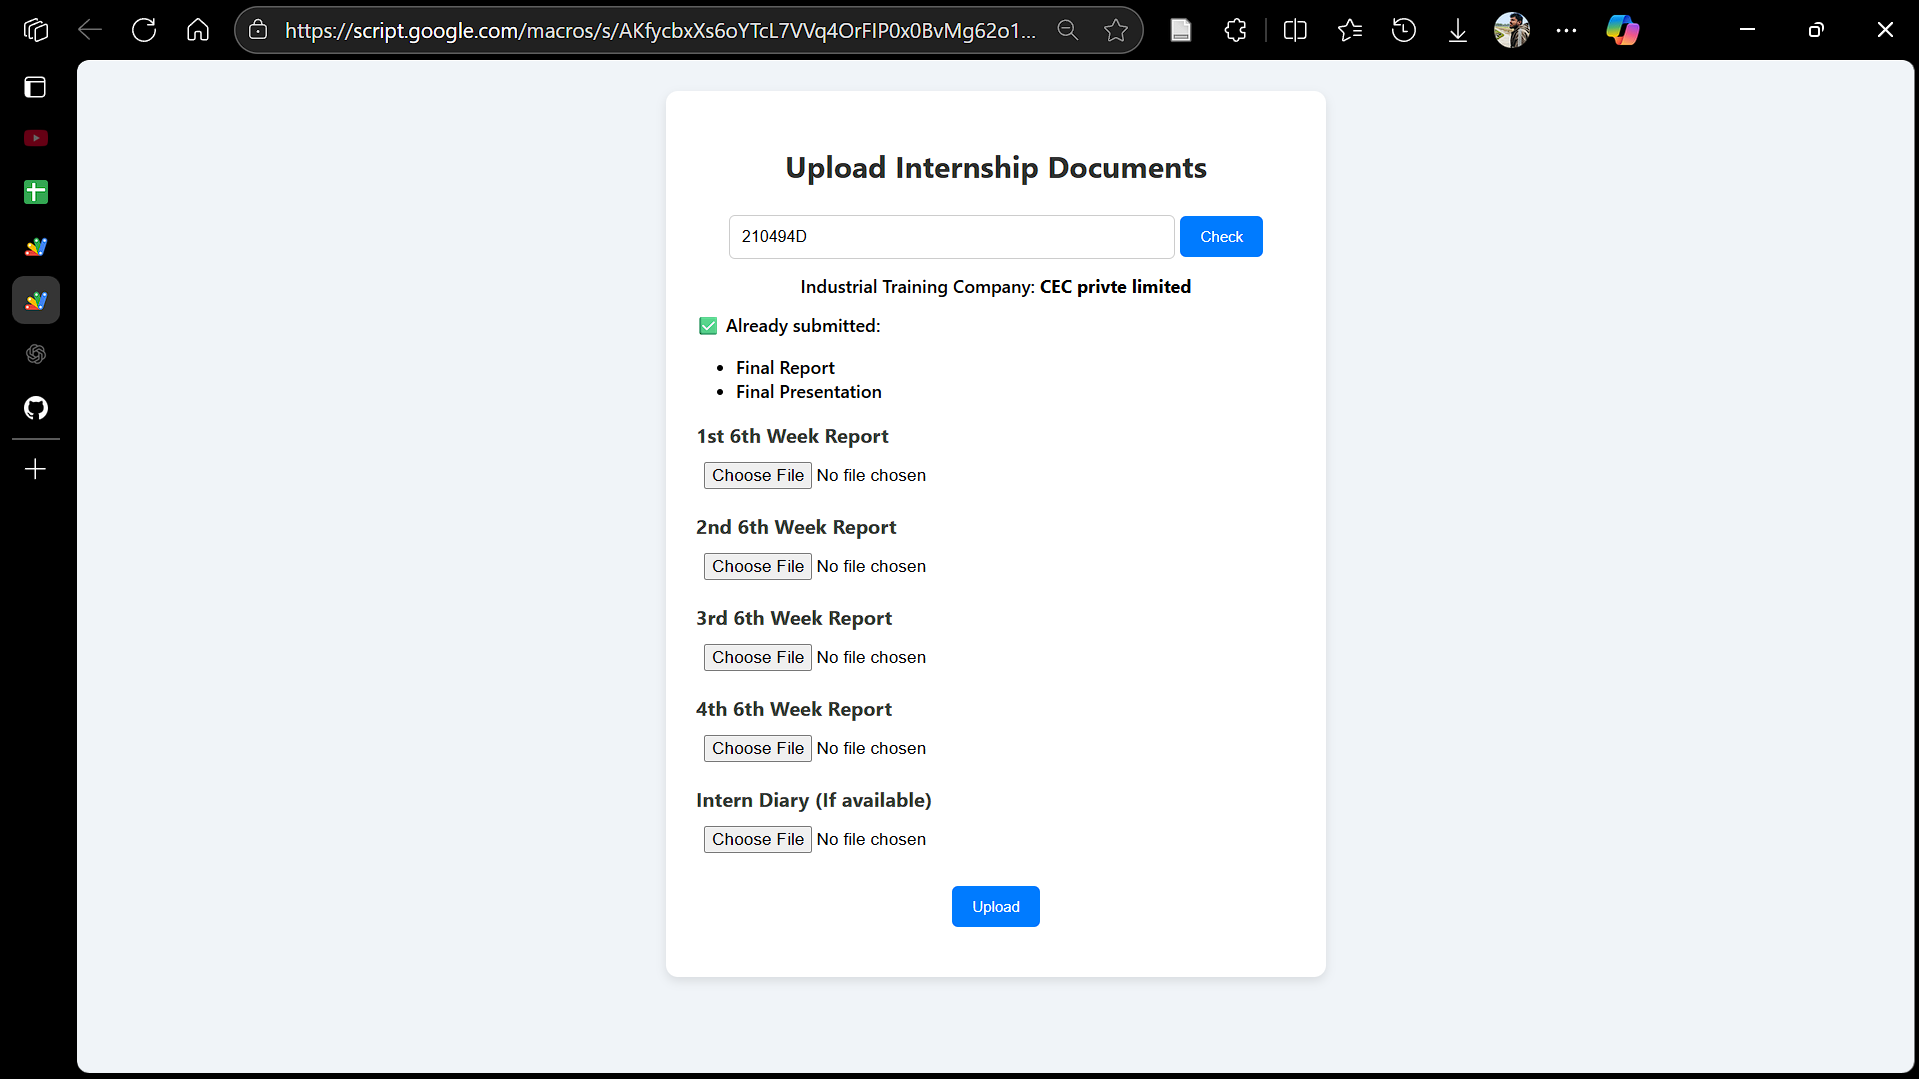 https://script.google.com/macros/s/AKfycbxXs6oYTcL7VVq4OrFIP0x0BvMg62o1...
Upload Internship Documents
210494D
Check
Industrial Training Company: CEC privte limited
✅ Already submitted:
• Final Report
• Final Presentation
1st 6th Week Report
Choose File No file chosen
2nd 6th Week Report
Choose File No file chosen
3rd 6th Week Report
Choose File No file chosen
4th 6th Week Report
Choose File No file chosen
Intern Diary (If available)
Choose File No file chosen
Upload